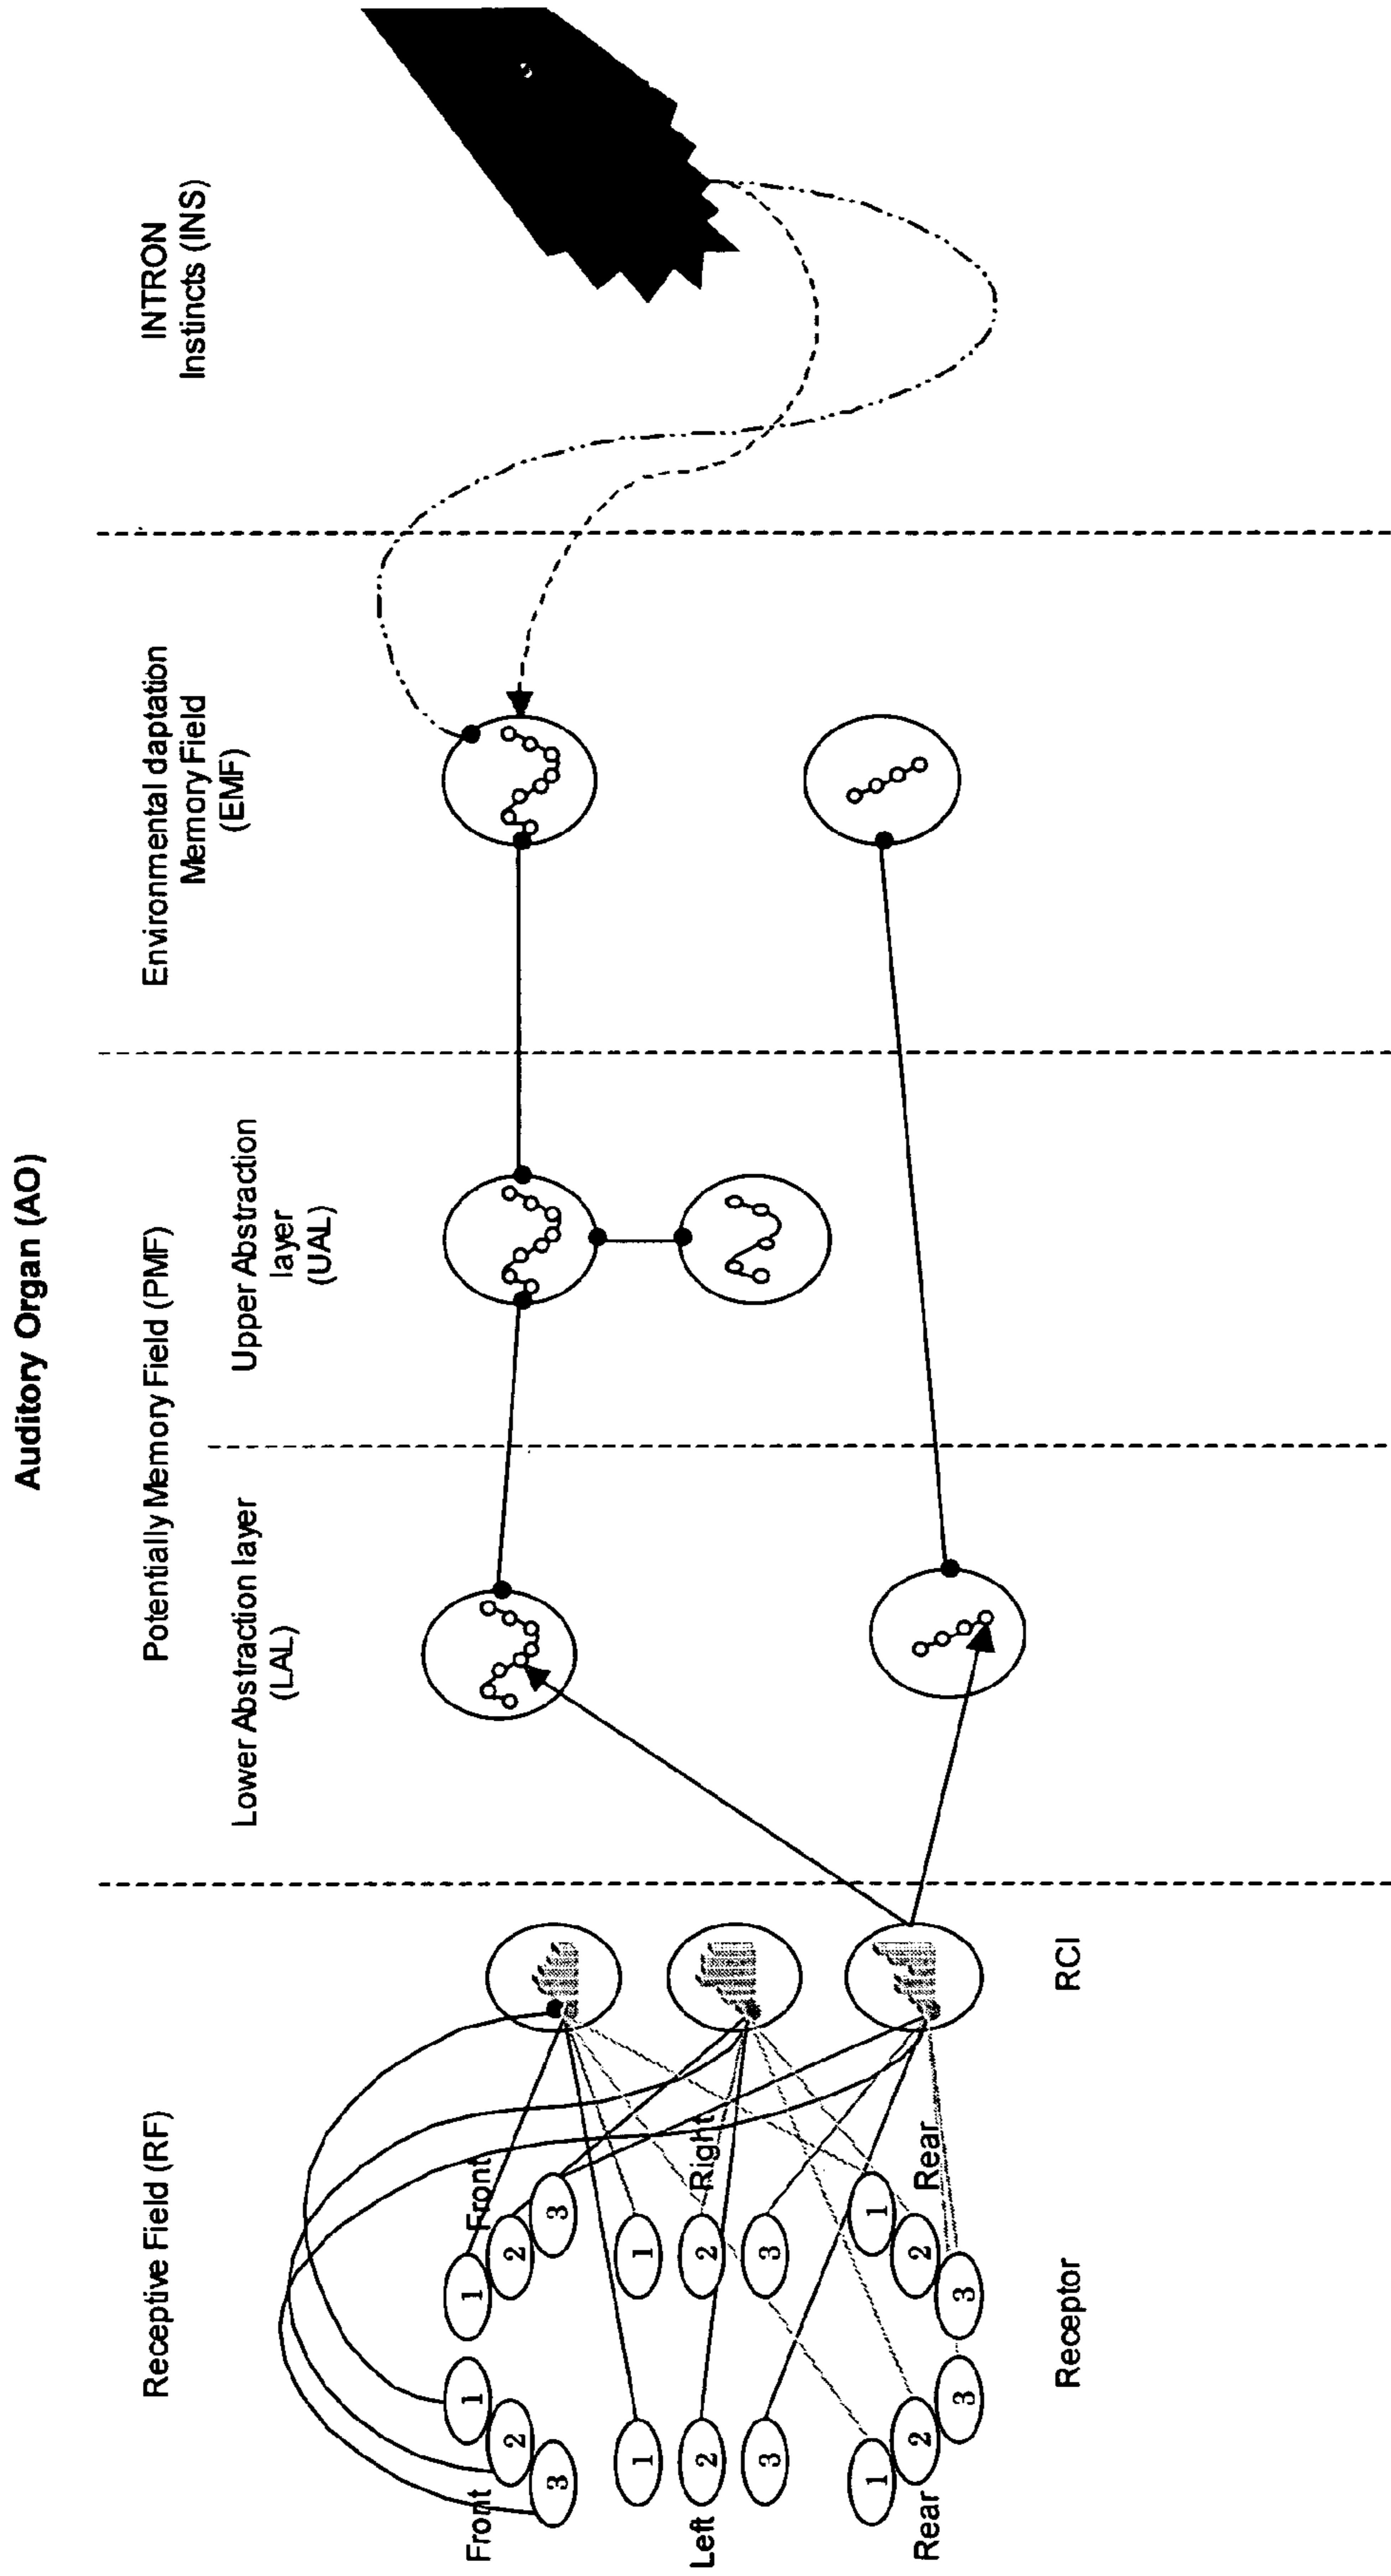 Auditory Organ (AO)
Receptive Field (RF)
Potentially Memory Field (PMF)
Environmental daptation
Memory Field
(EMF)
INTRON
Instincts (INS)
Lower Abstraction layer
(LAL)
Upper Abstraction
layer
(UAL)
1 1
Front Front
2 2
3 3
1 1
Left 2 2 Right
3 3
1 1
Rear 2 2 Rear
3 3
Receptor
RCI